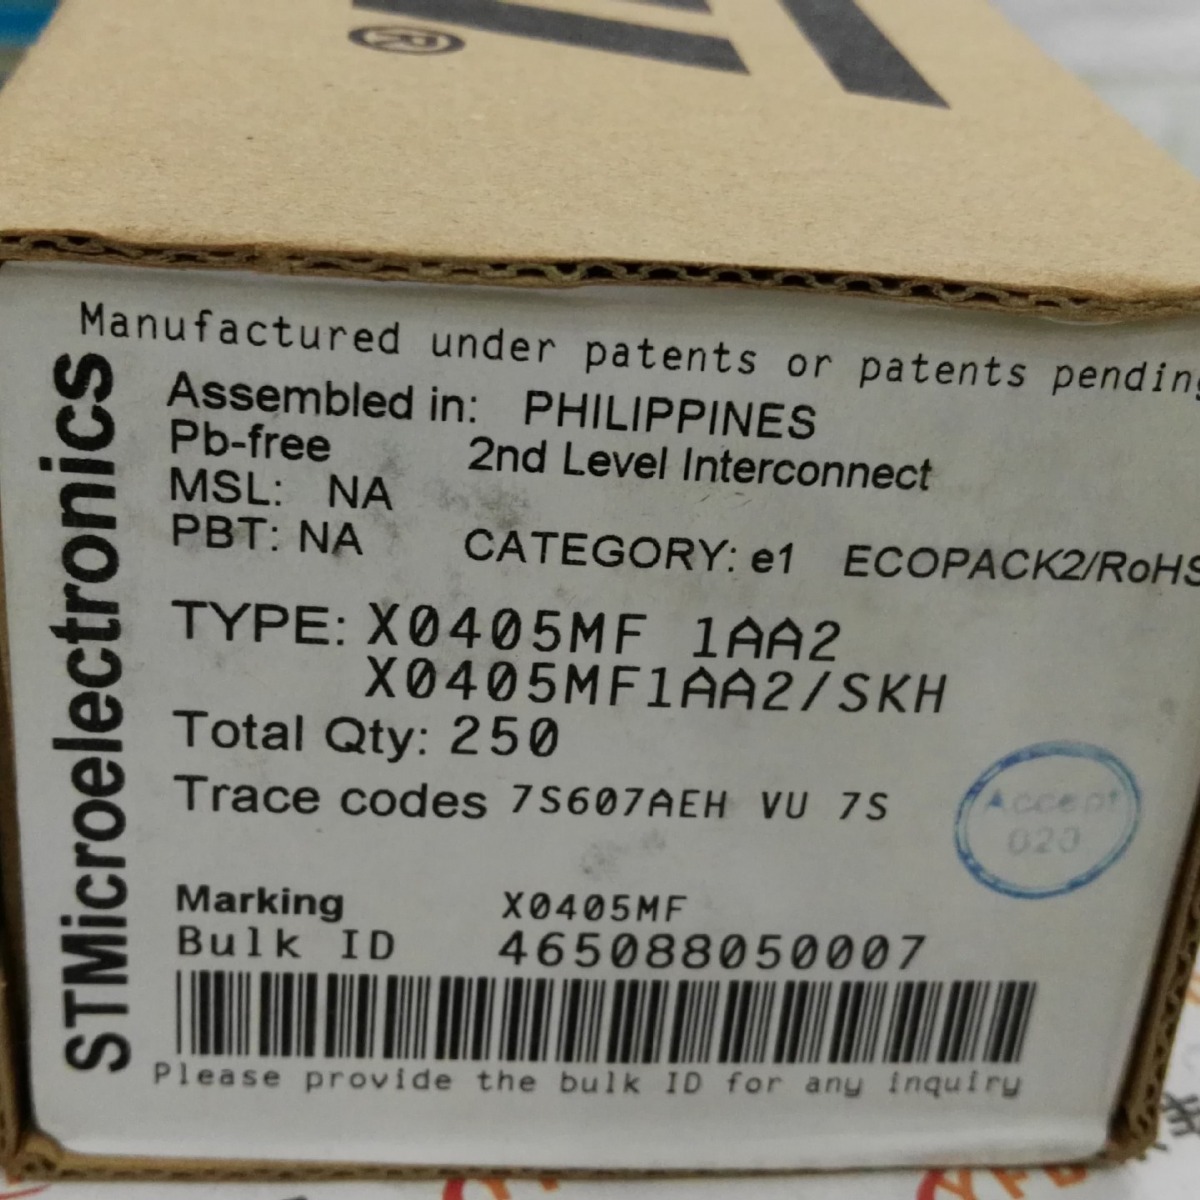 ®
Manufactured under patents or patents pending
STMicroelectronics
Assembled in: PHILIPPINES
Pb-free 2nd Level Interconnect
MSL: NA
PBT: NA CATEGORY: e1 ECOPACK2/RoHS
TYPE: X0405MF 1AA2
X0405MF1AA2/SKH
Total Qty: 250
Trace codes 7S607AEH VU 7S
Accept
020
Marking X0405MF
Bulk ID 465088050007
Please provide the bulk ID for any inquiry